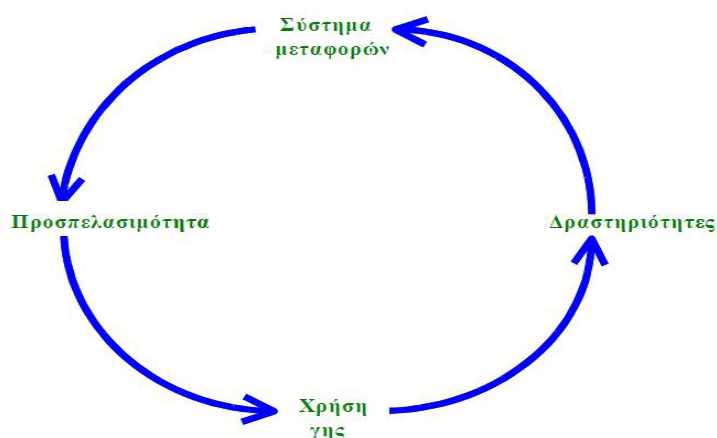 Σύστημα
μεταφορών
Προσπελασιμότητα
Δραστηριότητες
Χρήση
γης